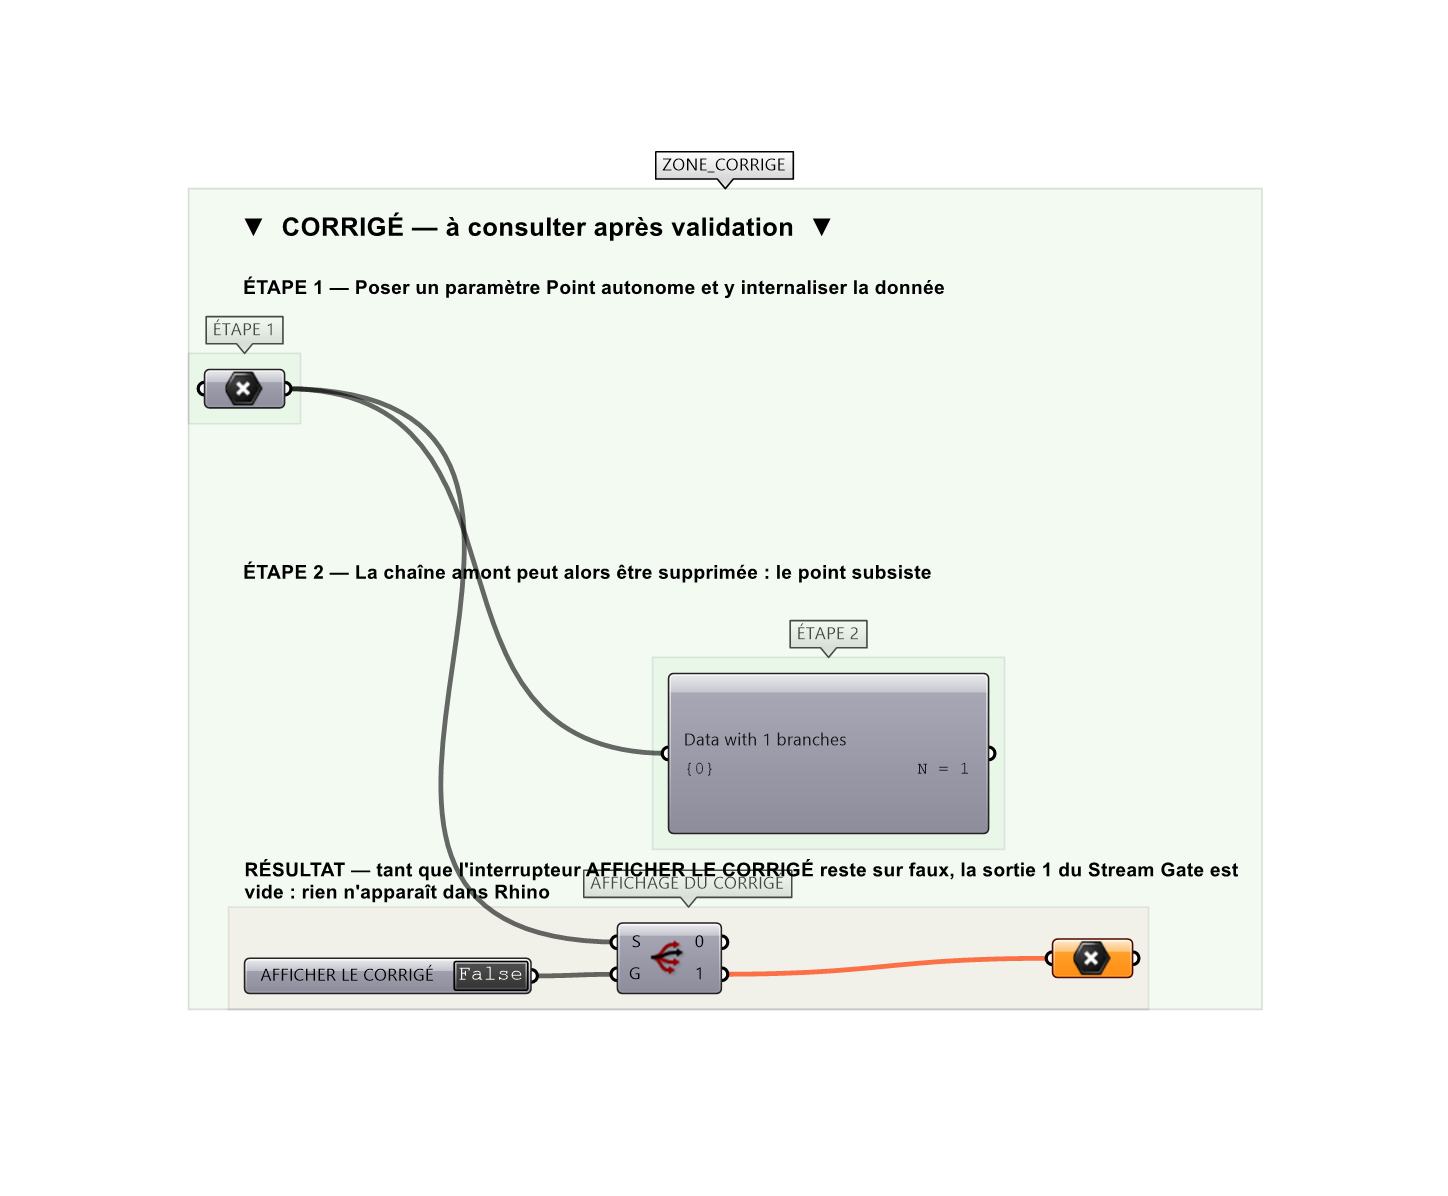 ZONE_CORRIGE
▼ CORRIGÉ — à consulter après validation ▼
ÉTAPE 1 — Poser un paramètre Point autonome et y internaliser la donnée
ÉTAPE 1
ÉTAPE 2 — La chaîne amont peut alors être supprimée : le point subsiste
ÉTAPE 2
Data with 1 branches
{0} N = 1
RÉSULTAT — tant que l'interrupteur AFFICHER LE CORRIGÉ reste sur faux, la sortie 1 du Stream Gate est
vide : rien n'apparaît dans Rhino
AFFICHAGE DU CORRIGÉ
S 0
AFFICHER LE CORRIGÉ False G 1